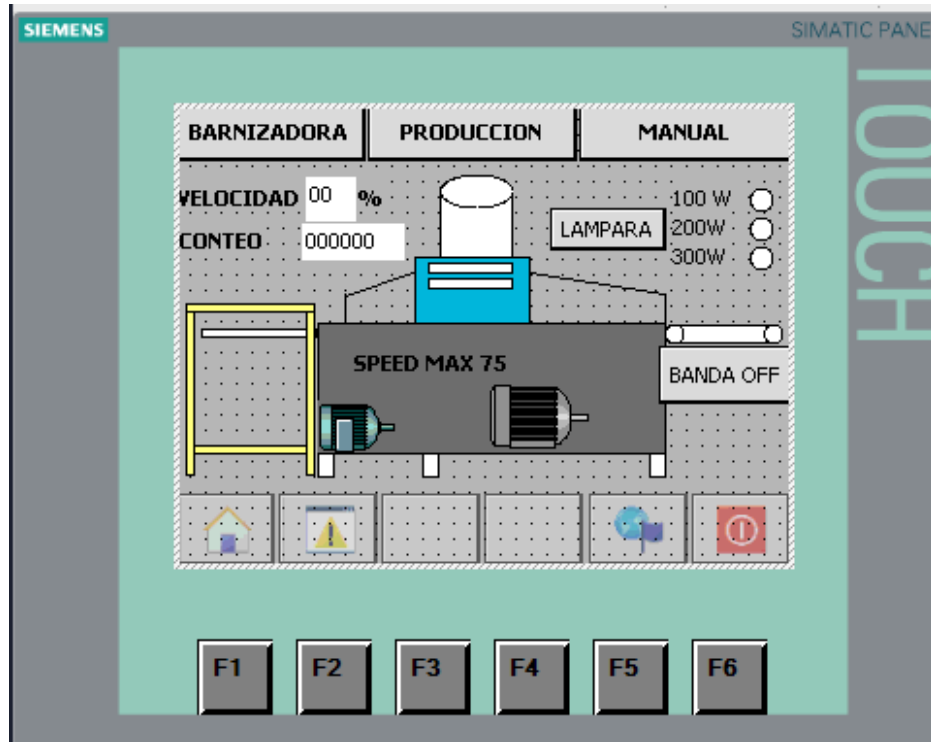 SIEMENS
SIMATIC PANE
TOUCH
BARNIZADORA
PRODUCCION
MANUAL
VELOCIDAD 00 %
CONTEO 000000
LAMPARA
100 W
200W
300W
SPEED MAX 75
BANDA OFF
F1
F2
F3
F4
F5
F6